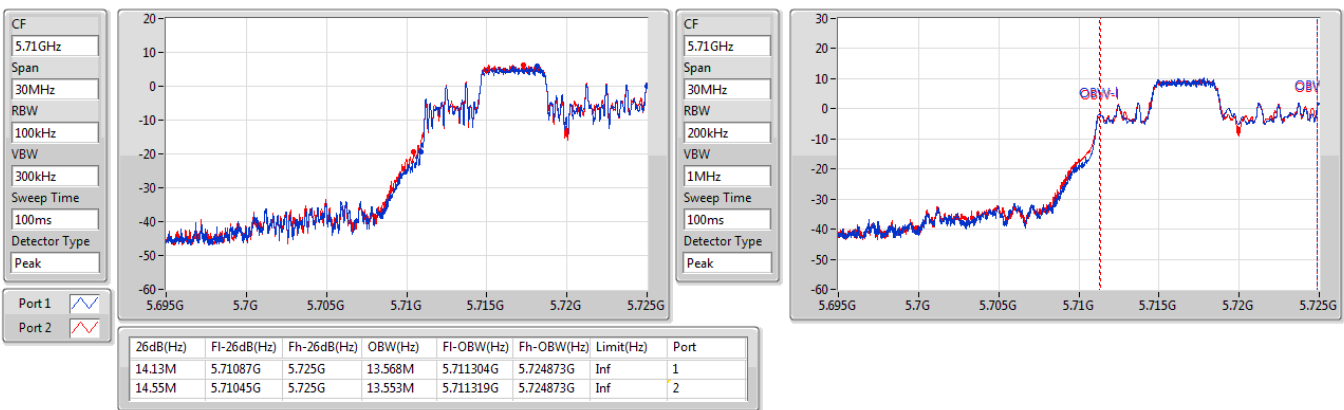 CF
5.71GHz
Span
30MHz
RBW
100kHz
VBW
300kHz
Sweep Time
100ms
Detector Type
Peak
Port 1
Port 2
20
10
0
-10
-20
-30
-40
-50
-60
5.695G 5.7G 5.705G 5.71G 5.715G 5.72G 5.725G
CF
5.71GHz
Span
30MHz
RBW
200kHz
VBW
1MHz
Sweep Time
100ms
Detector Type
Peak
30
20
10
0
-10
-20
-30
-40
-50
-60
OBW-l OBW
5.695G 5.7G 5.705G 5.71G 5.715G 5.72G 5.725G
26dB(Hz) Fl-26dB(Hz) Fh-26dB(Hz) OBW(Hz) Fl-OBW(Hz) Fh-OBW(Hz) Limit(Hz) Port
14.13M 5.71087G 5.725G 13.568M 5.711304G 5.724873G Inf 1
14.55M 5.71045G 5.725G 13.553M 5.711319G 5.724873G Inf 2